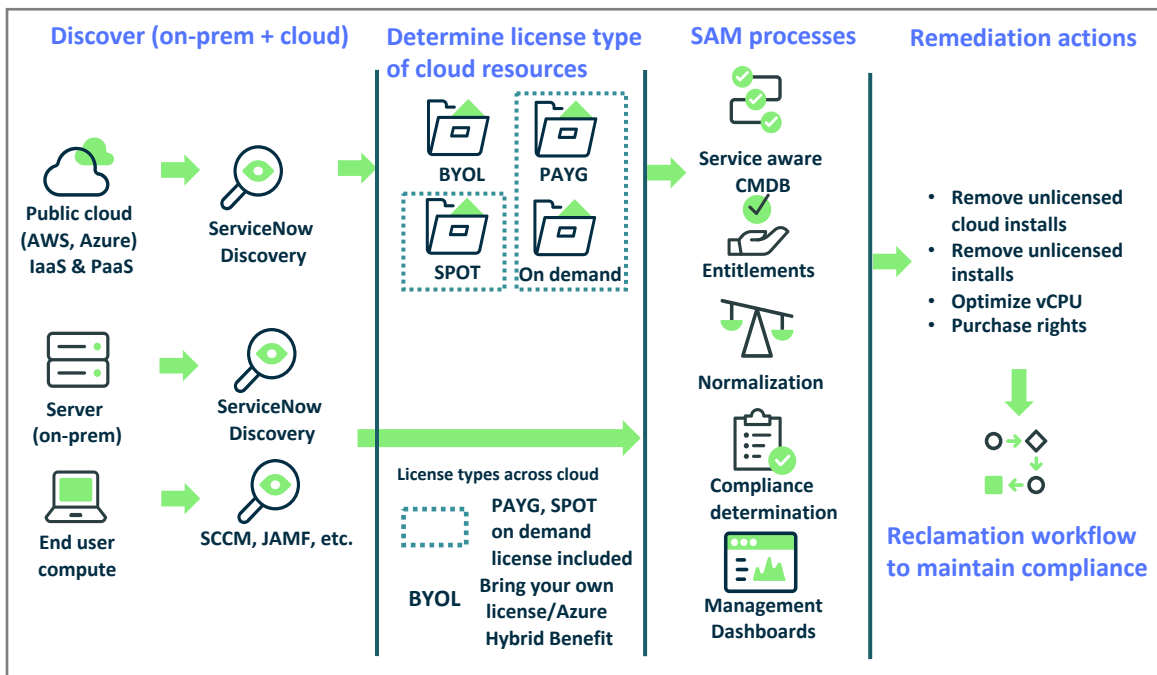 Discover (on-prem + cloud)
Public cloud
(AWS, Azure)
IaaS & PaaS
ServiceNow
Discovery
Server
(on-prem)
ServiceNow
Discovery
End user
compute
SCCM, JAMF, etc.
Determine license type
of cloud resources
BYOL
PAYG
SPOT
On demand
License types across cloud
PAYG, SPOT
on demand
license included
BYOL
Bring your own
license/Azure
Hybrid Benefit
SAM processes
Service aware
CMDB
Entitlements
Normalization
Compliance
determination
Management
Dashboards
Remediation actions
• Remove unlicensed
cloud installs
• Remove unlicensed
installs
• Optimize vCPU
• Purchase rights
Reclamation workflow
to maintain compliance